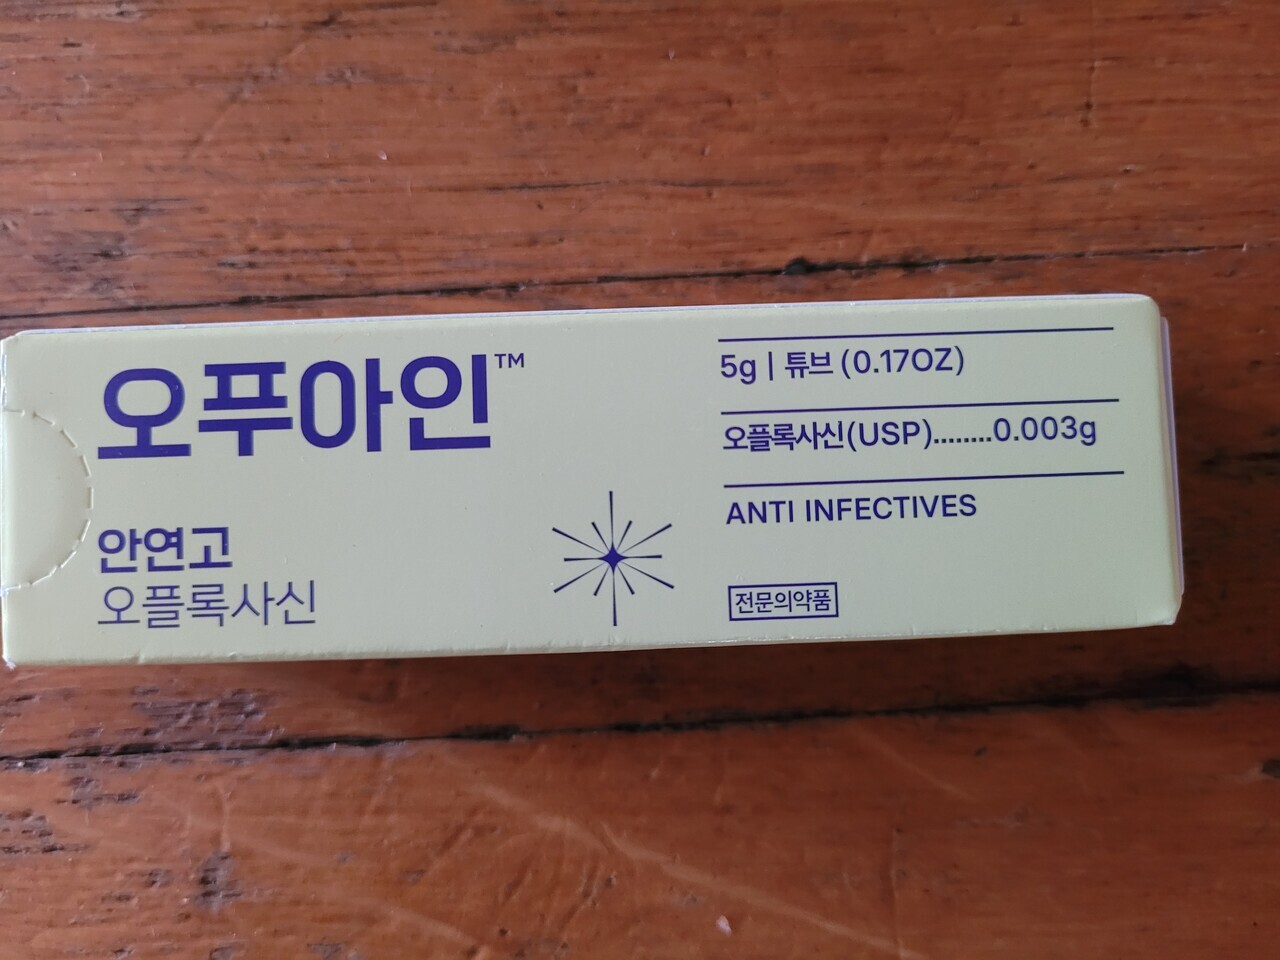 오푸아인™
안연고
오플록사신
5g | 튜브 (0.17OZ)
오플록사신(USP)........0.003g
ANTI INFECTIVES
전문의약품